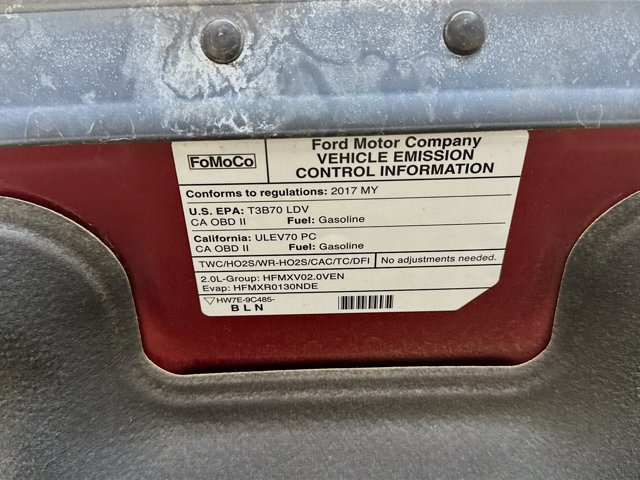 FoMoCo
Ford Motor Company
VEHICLE EMISSION
CONTROL INFORMATION
Conforms to regulations: 2017 MY
U.S. EPA: T3B70 LDV
CA OBD II Fuel: Gasoline
California: ULEV70 PC
CA OBD II Fuel: Gasoline
TWC/HO2S/WR-HO2S/CAC/TC/DFI No adjustments needed.
2.0L-Group: HFMXV02.0VEN
Evap: HFMXR0130NDE
HW7E-9C485-
BLN